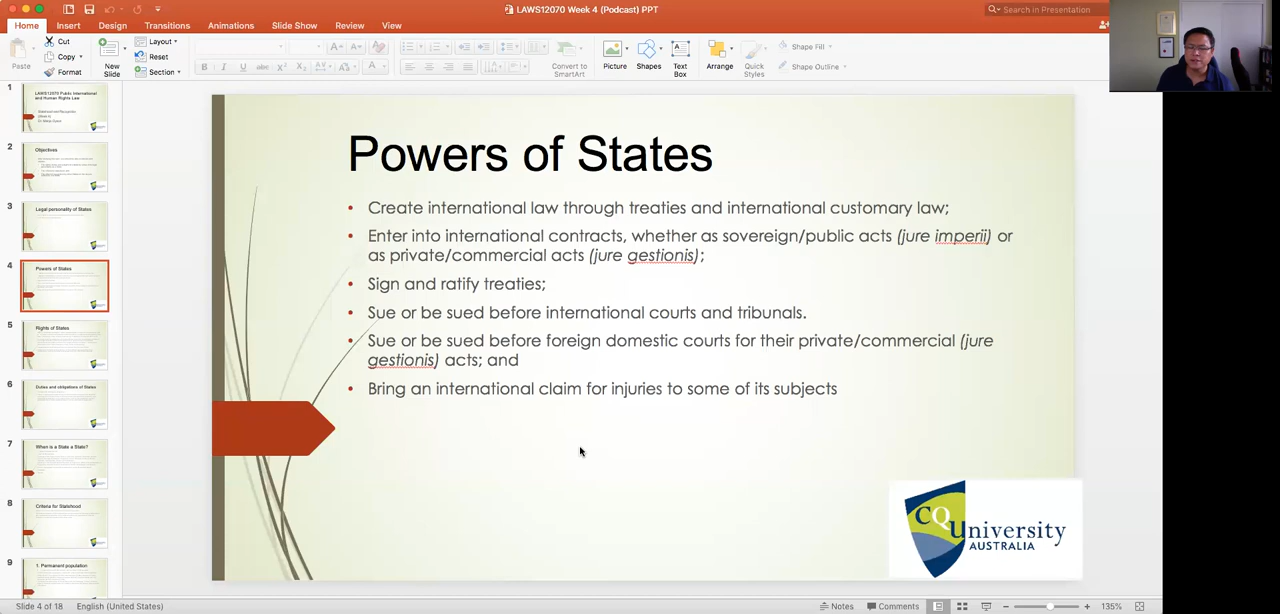 LAWS12070 Week 4 (Podcast) PPT
Search in Presentation
Home Insert Design Transitions Animations Slide Show Review View
Paste
Cut
Copy
Format
New
Slide
Layout
Reset
Section
Convert to
SmartArt
Picture
Shapes
Text
Box
Arrange
Quick
Styles
Shape Fill
Shape Outline
1
LAWS12070 Public International
and Human Rights Law
2
Objectives
3
Legal personality of States
4
Powers of States
5
Rights of States
6
Duties and obligations of States
7
When is a State a State?
8
Criteria for Statehood
9
1. Permanent population
Powers of States
• Create international law through treaties and international customary law;
• Enter into international contracts, whether as sovereign/public acts (jure imperii) or
as private/commercial acts (jure gestionis);
• Sign and ratify treaties;
• Sue or be sued before international courts and tribunals.
• Sue or be sued before foreign domestic courts for their private/commercial (jure
gestionis) acts; and
• Bring an international claim for injuries to some of its subjects
CQUniversity
AUSTRALIA
Slide 4 of 18 English (United States)
Notes Comments 135%